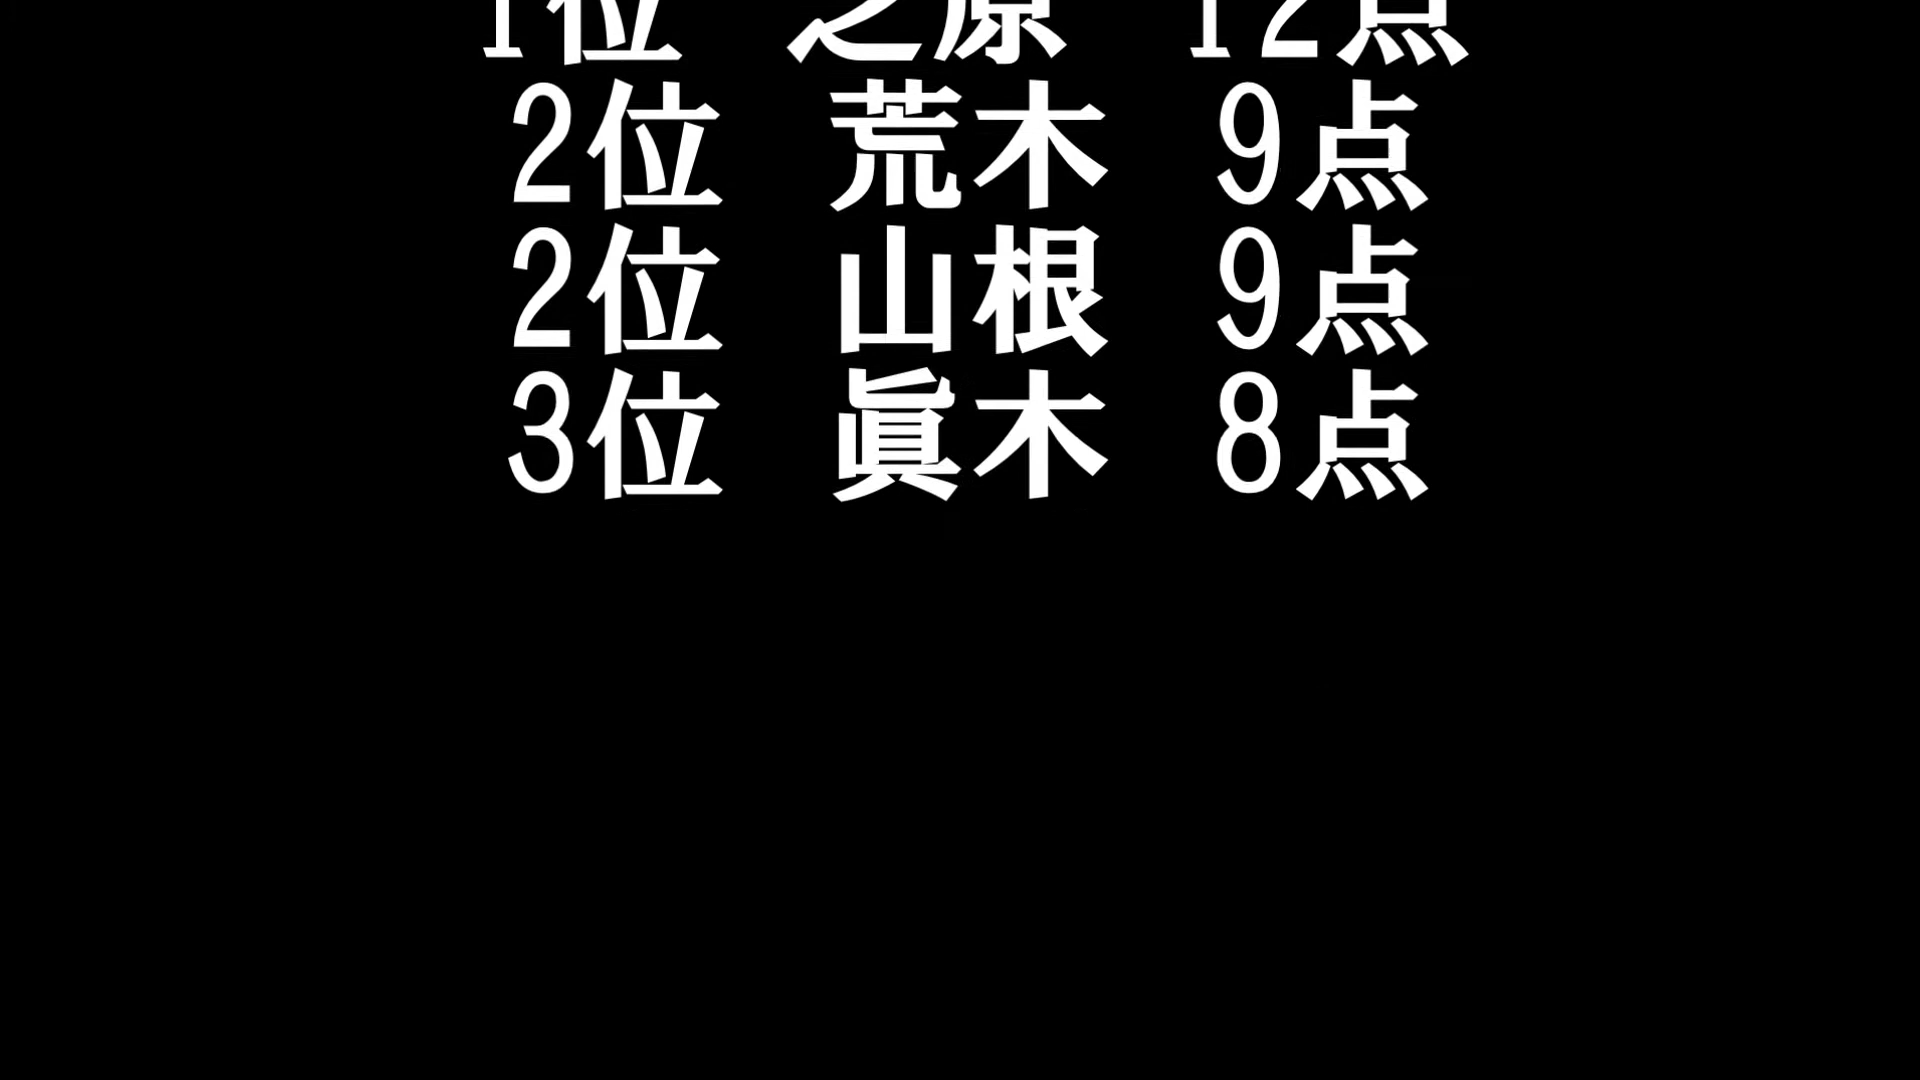 1位 之原 12点
2位 荒木 9点
2位 山根 9点
3位 眞木 8点